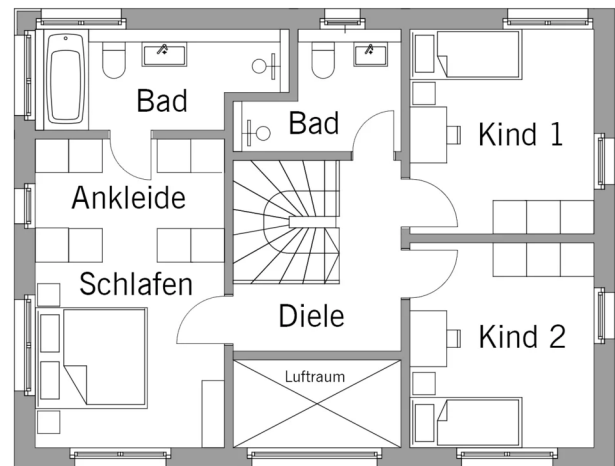 Bad
Bad
Kind 1
Ankleide
Schlafen
Diele
Kind 2
Luftraum